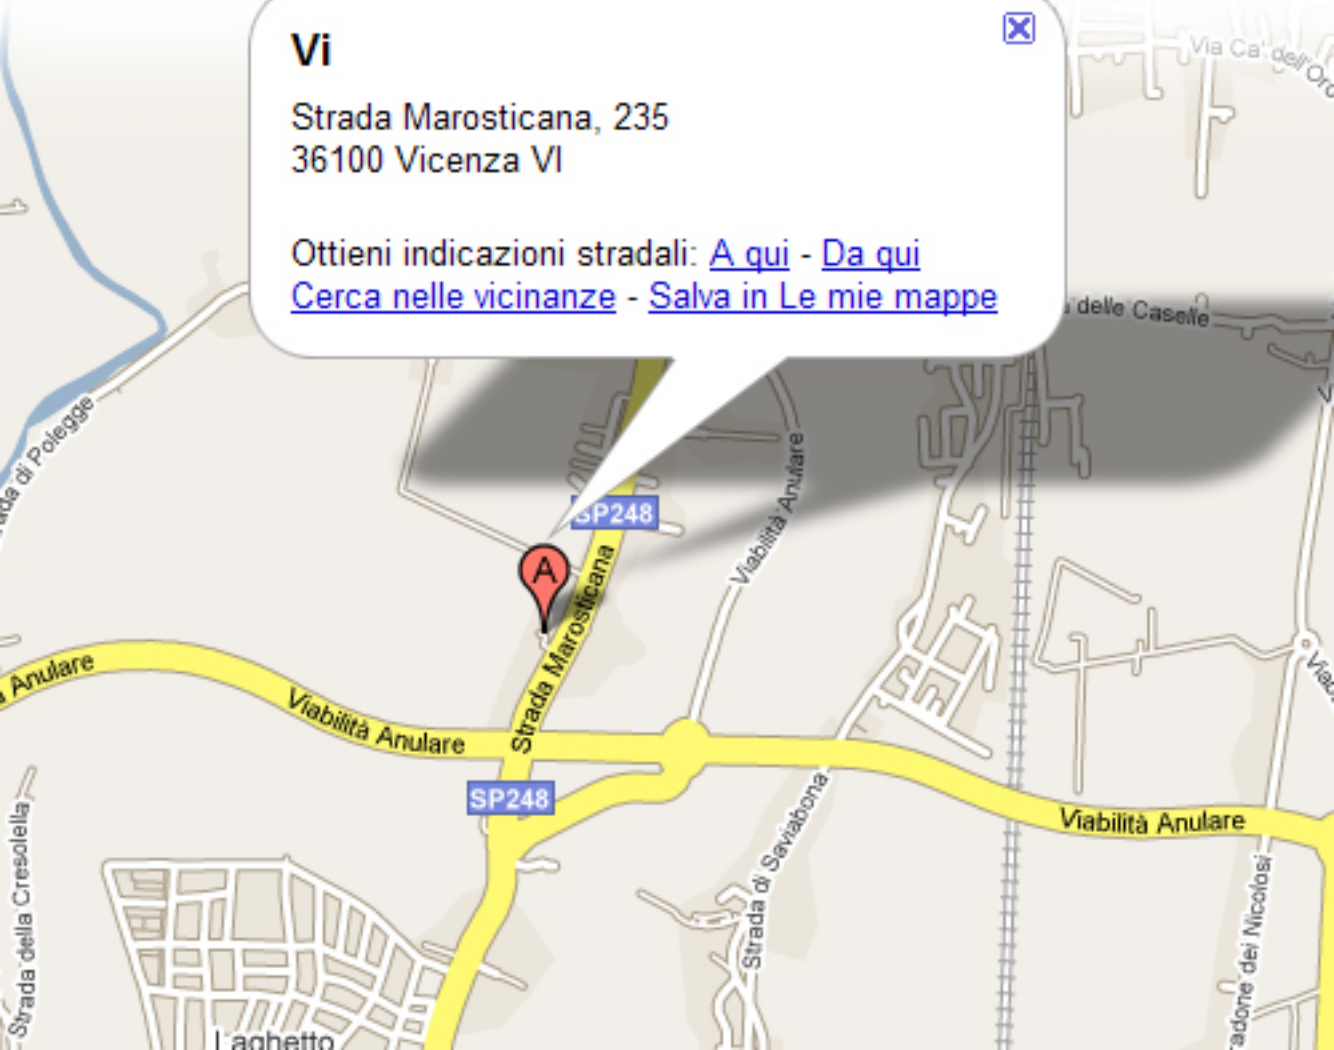 Vi
Strada Marosticana, 235
36100 Vicenza VI
Ottieni indicazioni stradali: A qui - Da qui
Cerca nelle vicinanze - Salva in Le mie mappe
Via Ca' dell'Oro
delle Caselle
di Polegge
SP248
Viabilità Anulare
A
Strada Marosticana
Anulare
Viabilità Anulare
SP248
Viabilità Anulare
Strada di Saviabona
Strada della Cresolella
dei Nicolosi
Laghetto